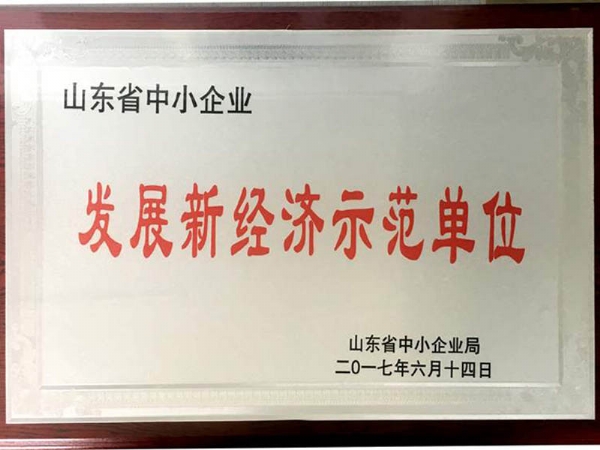 山东省中小企业
发展新经济示范单位
山东省中小企业局
二〇一七年六月十四日